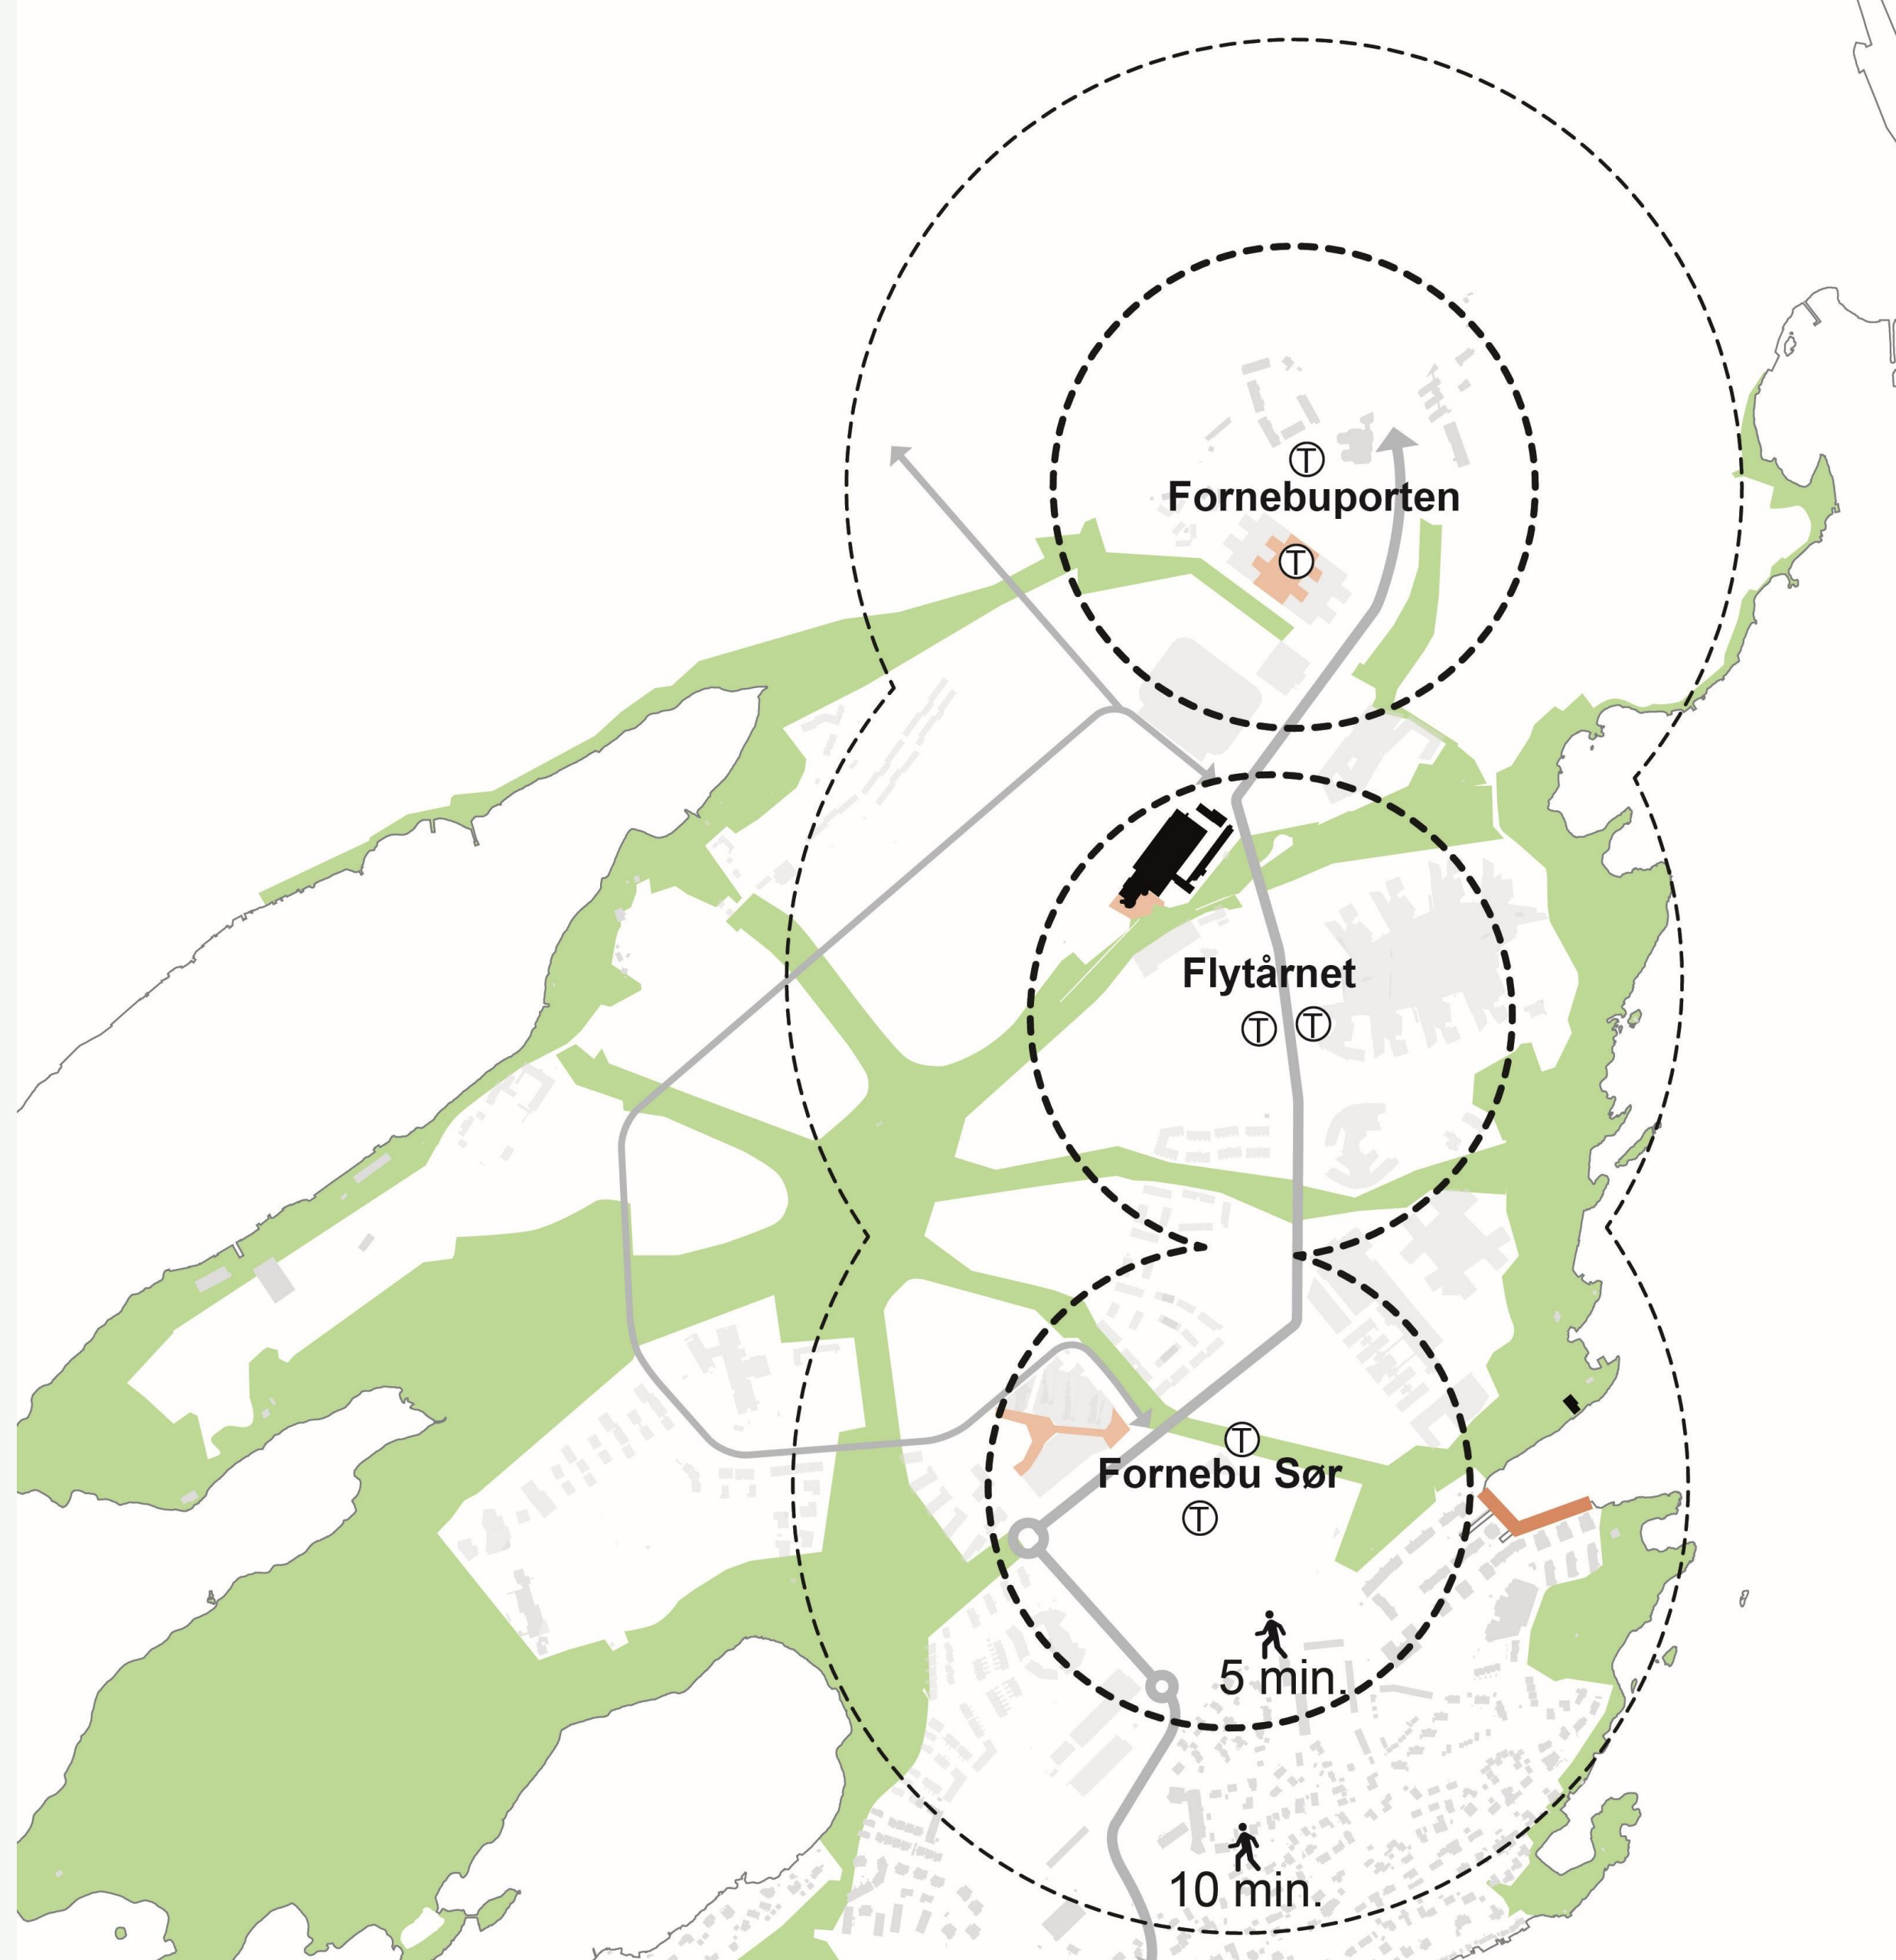 T
Fornebuporten
T
Flytårnet
T T
T
Fornebu Sør
T
5 min.
10 min.